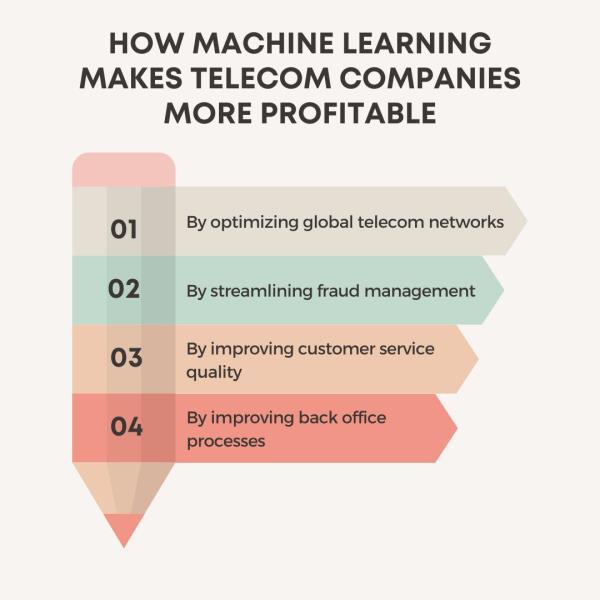 HOW MACHINE LEARNING
MAKES TELECOM COMPANIES
MORE PROFITABLE
01
By optimizing global telecom networks
02
By streamlining fraud management
03
By improving customer service
quality
04
By improving back office
processes